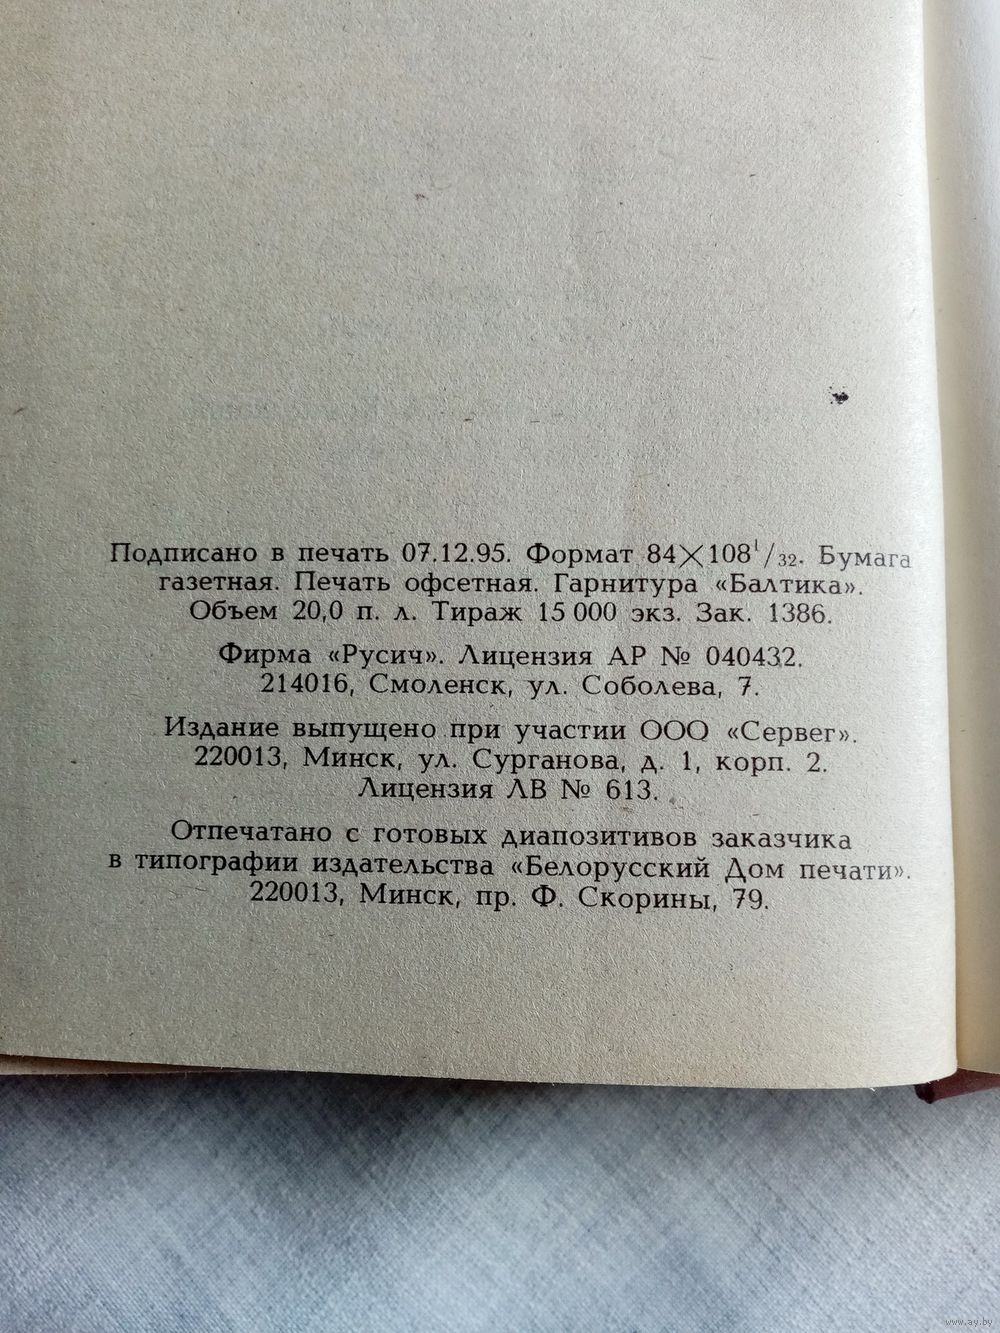 Подписано в печать 07.12.95. Формат 84×108¹/₃₂. Бумага
газетная. Печать офсетная. Гарнитура «Балтика».
Объем 20,0 п. л. Тираж 15 000 экз. Зак. 1386.
Фирма «Русич». Лицензия АР № 040432.
214016, Смоленск, ул. Соболева, 7.
Издание выпущено при участии ООО «Сервег».
220013, Минск, ул. Сурганова, д. 1, корп. 2.
Лицензия ЛВ № 613.
Отпечатано с готовых диапозитивов заказчика
в типографии издательства «Белорусский Дом печати».
220013, Минск, пр. Ф. Скорины, 79.
www.ay.by